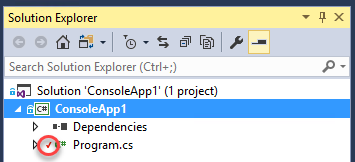 Solution Explorer
Search Solution Explorer (Ctrl+;)
Solution 'ConsoleApp1' (1 project)
C# ConsoleApp1
Dependencies
C# Program.cs